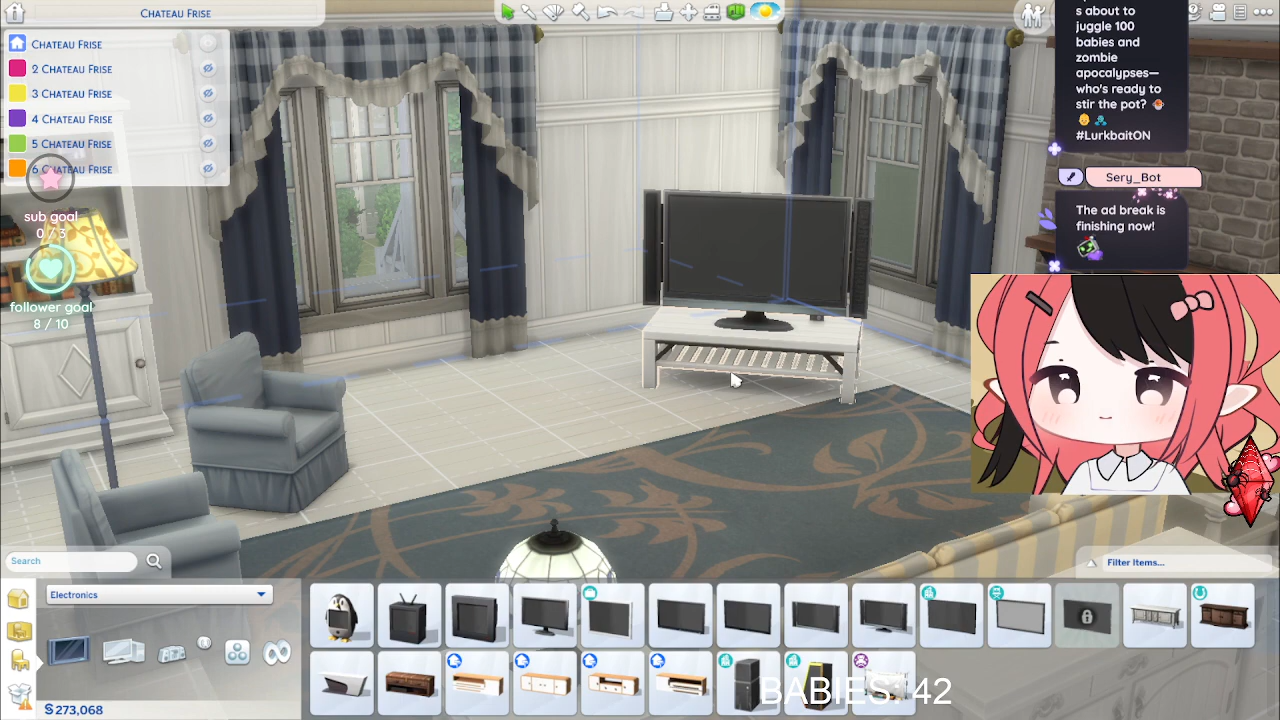 CHATEAU FRISE
CHATEAU FRISE
2 CHATEAU FRISE
3 CHATEAU FRISE
4 CHATEAU FRISE
5 CHATEAU FRISE
6 CHATEAU FRISE
sub goal
0 / 3
follower goal
8 / 10
s about to
juggle 100
babies and
zombie
apocalypses—
who's ready to
stir the pot?
#LurkbaitON
Sery_Bot
The ad break is
finishing now!
Search
Filter Items...
Electronics
§273,068
BABIES: 42